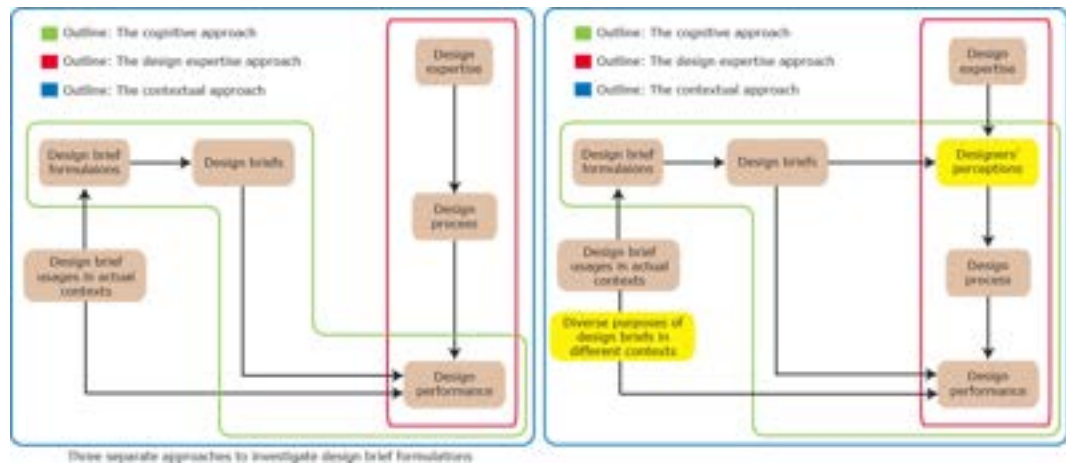 Outline: The cognitive approach
Outline: The design expertise approach
Outline: The contextual approach
Design
expertise
Design brief
formulaions
Design briefs
Design
process
Design brief
usages in actual
contexts
Design
performance
Three separate approaches to investigate design brief formulations
Outline: The cognitive approach
Outline: The design expertise approach
Outline: The contextual approach
Design
expertise
Design brief
formulaions
Design briefs
Designers'
perceptions
Design brief
usages in actual
contexts
Design
process
Diverse purposes of
design briefs in
different contexts
Design
performance